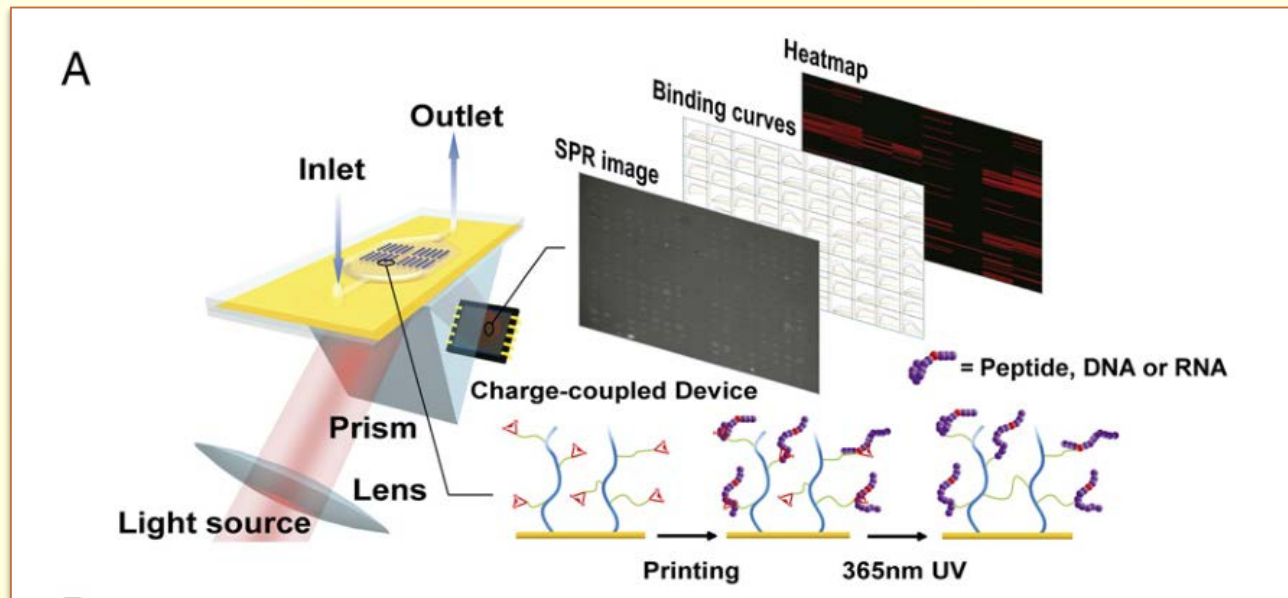 A
Heatmap
Binding curves
SPR image
Outlet
Inlet
= Peptide, DNA or RNA
Charge-coupled Device
Prism
Lens
Light source
Printing
365nm UV